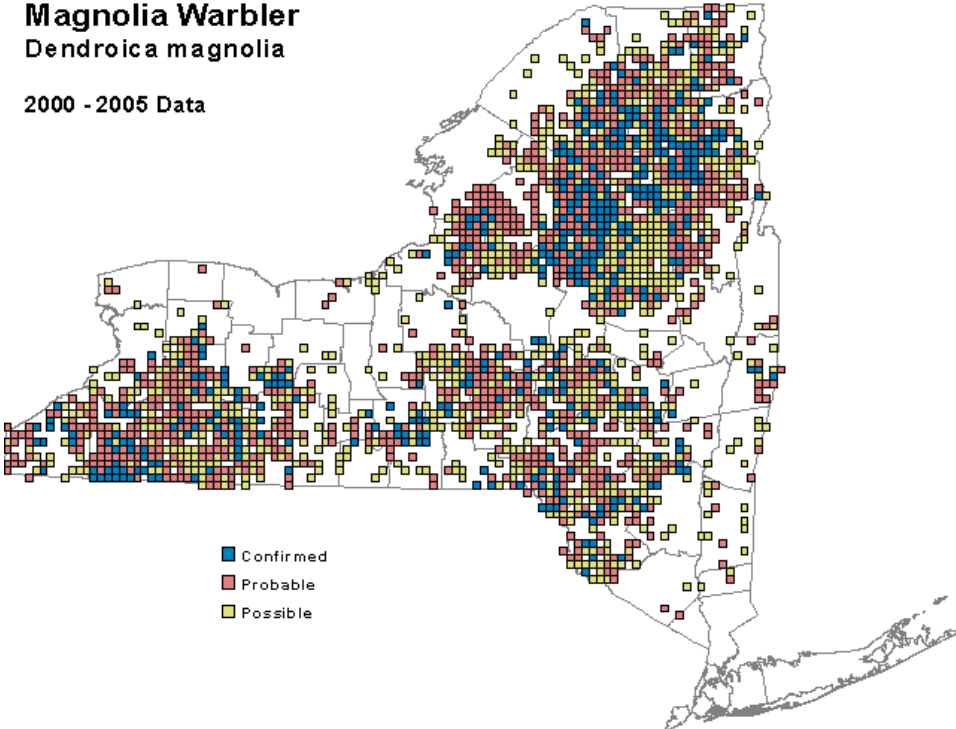 Magnolia Warbler
Dendroica magnolia
2000 - 2005 Data
Confirmed
Probable
Possible